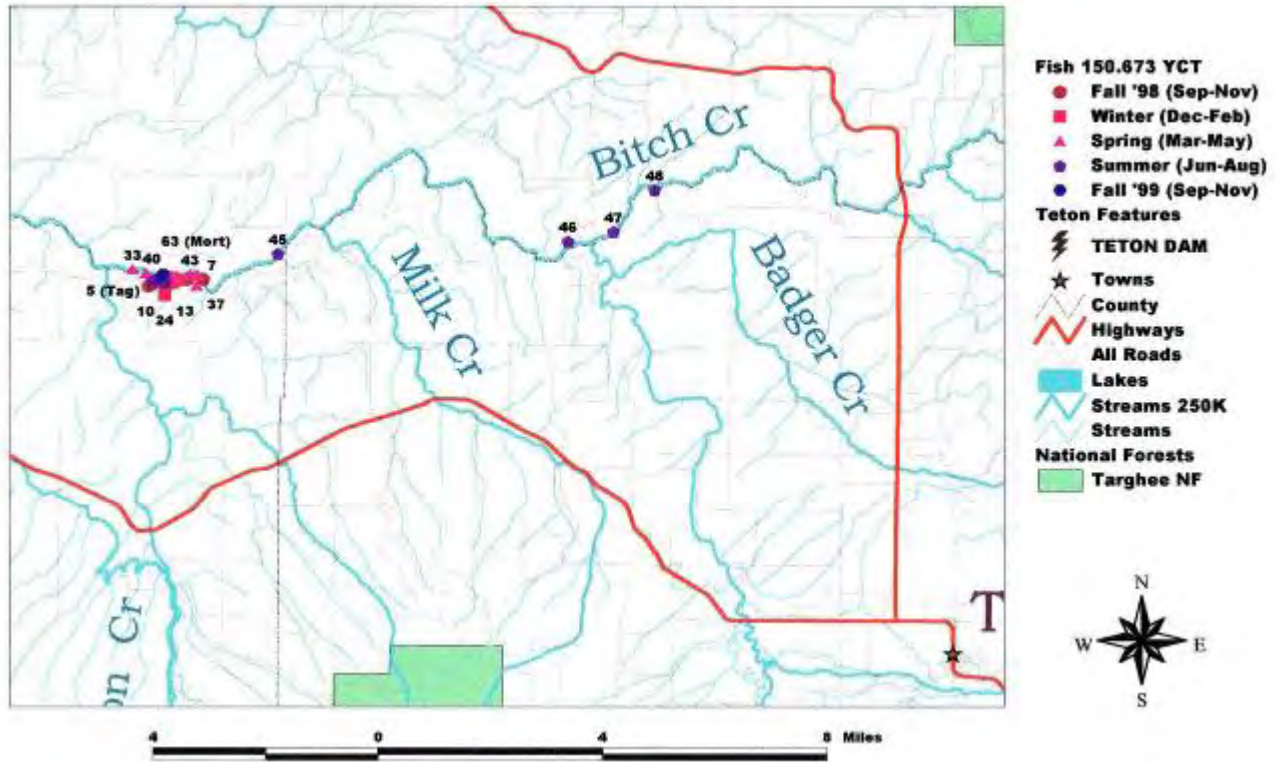 Bitch Cr
48
47
46
45
63 (Mort)
33
40
43
7
5 (Tag)
37
10
13
24
Milk Cr
Badger Cr
on Cr
T
Fish 150.673 YCT
Fall '98 (Sep-Nov)
Winter (Dec-Feb)
Spring (Mar-May)
Summer (Jun-Aug)
Fall '99 (Sep-Nov)
Teton Features
TETON DAM
Towns
County
Highways
All Roads
Lakes
Streams 250K
Streams
National Forests
Targhee NF
N
W
E
S
4 0 4 8 Miles